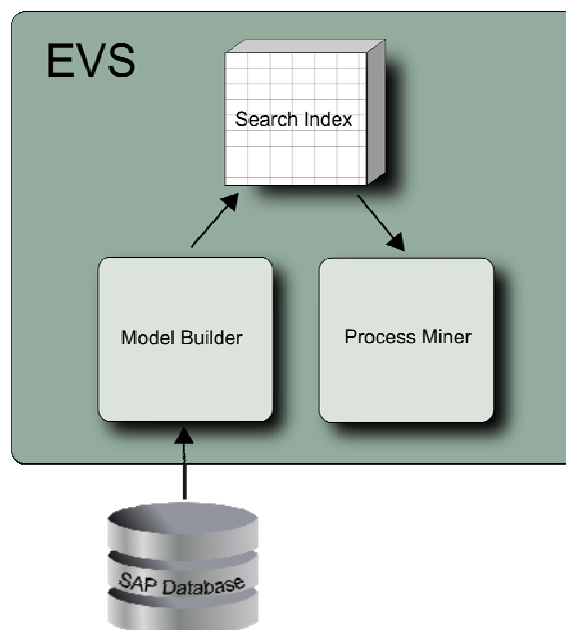 EVS
Search Index
Model Builder
Process Miner
SAP Database